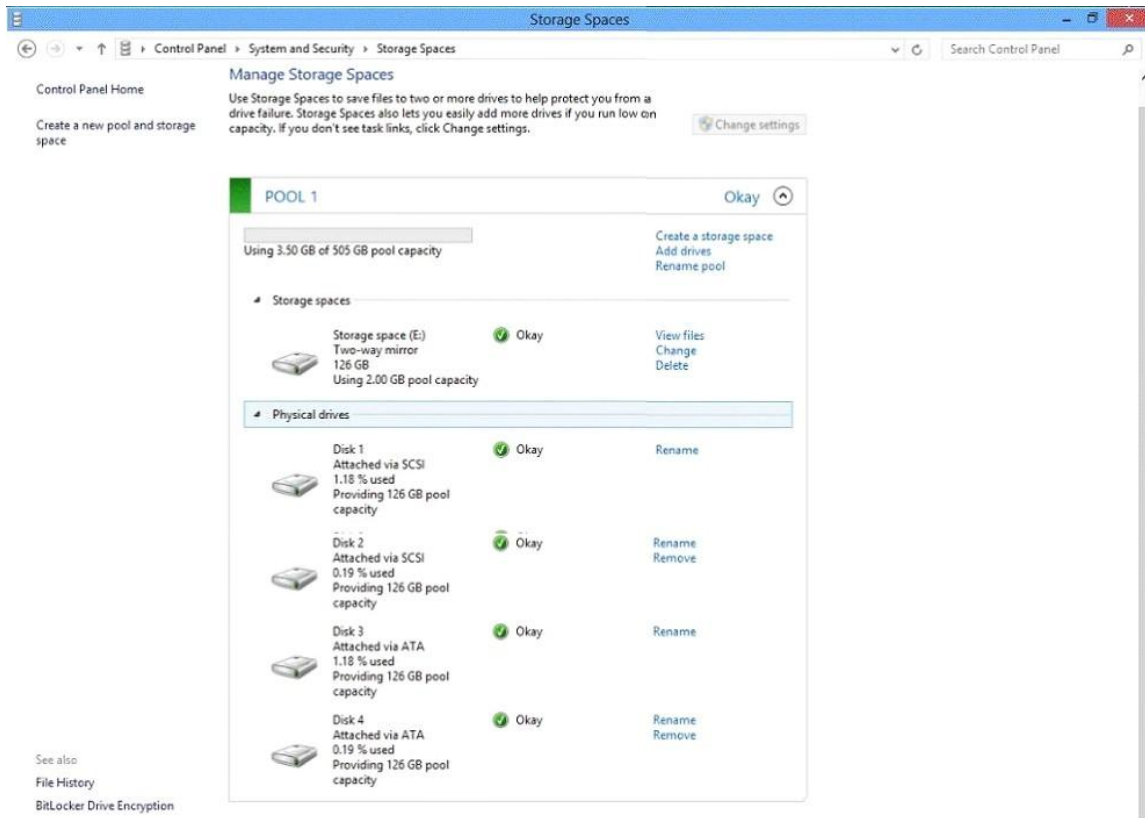 Storage Spaces
Control Panel System and Security Storage Spaces
Search Control Panel
Control Panel Home
Create a new pool and storage
space
Manage Storage Spaces
Use Storage Spaces to save files to two or more drives to help protect you from a
drive failure. Storage Spaces also lets you easily add more drives if you run low on
capacity. If you don't see task links, click Change settings.
Change settings
POOL 1
Okay
Using 3.50 GB of 505 GB pool capacity
Create a storage space
Add drives
Rename pool
Storage spaces
Storage space (E:)
Two-way mirror
126 GB
Using 2.00 GB pool capacity
Okay
View files
Change
Delete
Physical drives
Disk 1
Attached via SCSI
1.18 % used
Providing 126 GB pool
capacity
Okay
Rename
Disk 2
Attached via SCSI
0.19 % used
Providing 126 GB pool
capacity
Okay
Rename
Remove
Disk 3
Attached via ATA
1.18 % used
Providing 126 GB pool
capacity
Okay
Rename
Disk 4
Attached via ATA
0.19 % used
Providing 126 GB pool
capacity
Okay
Rename
Remove
See also
File History
BitLocker Drive Encryption